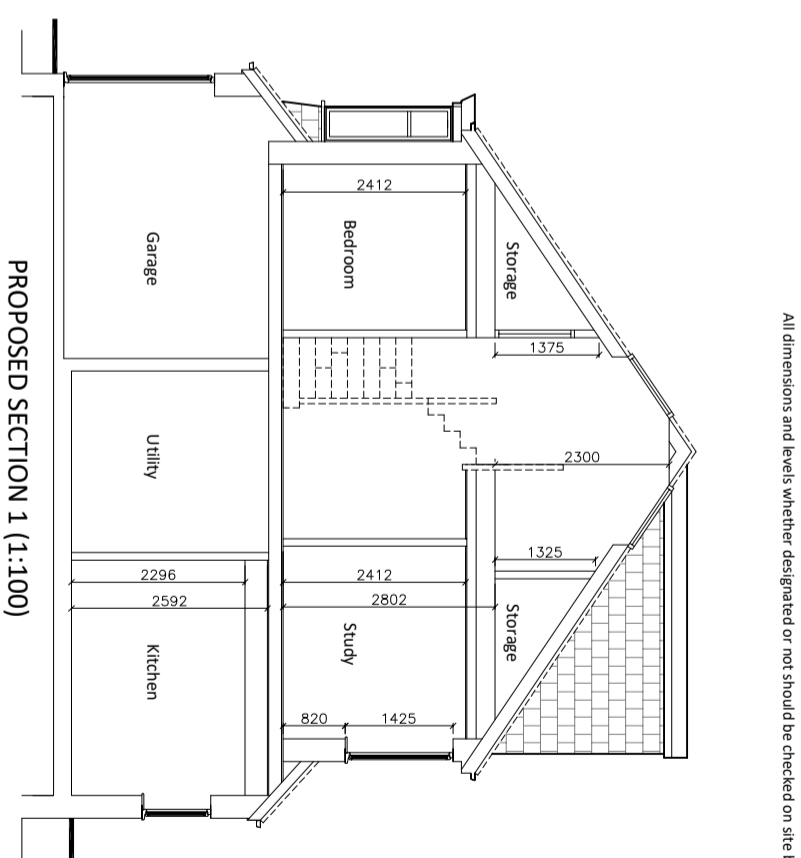 All dimensions and levels whether designated or not should be checked on site
Storage
Storage
1375
2300
1325
Bedroom
2412
2412
2802
Study
820
1425
Garage
Utility
2296
2592
Kitchen
PROPOSED SECTION 1 (1:100)